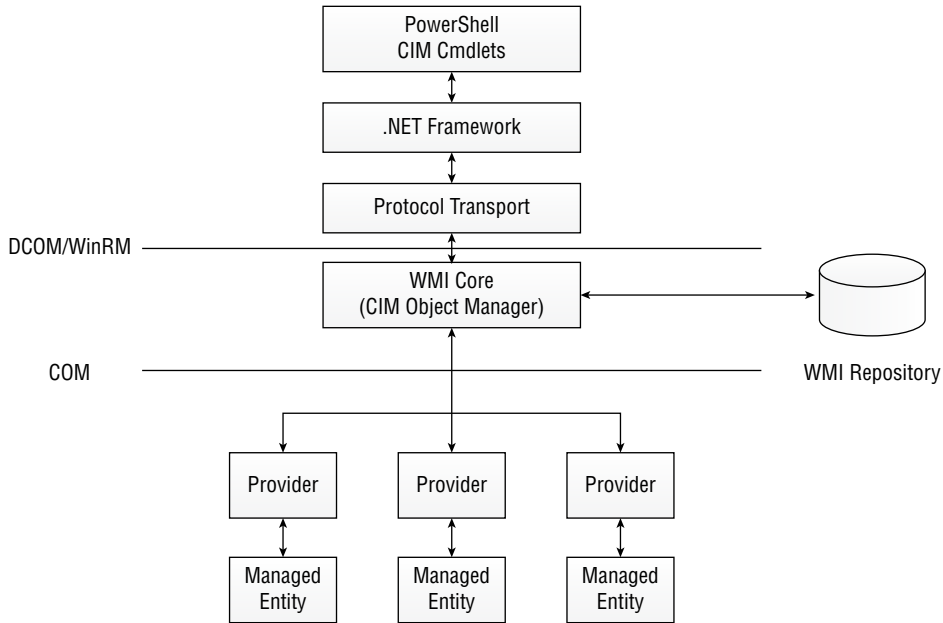 PowerShell
CIM Cmdlets
.NET Framework
Protocol Transport
DCOM/WinRM
WMI Core
(CIM Object Manager)
COM
WMI Repository
Provider
Provider
Provider
Managed
Entity
Managed
Entity
Managed
Entity